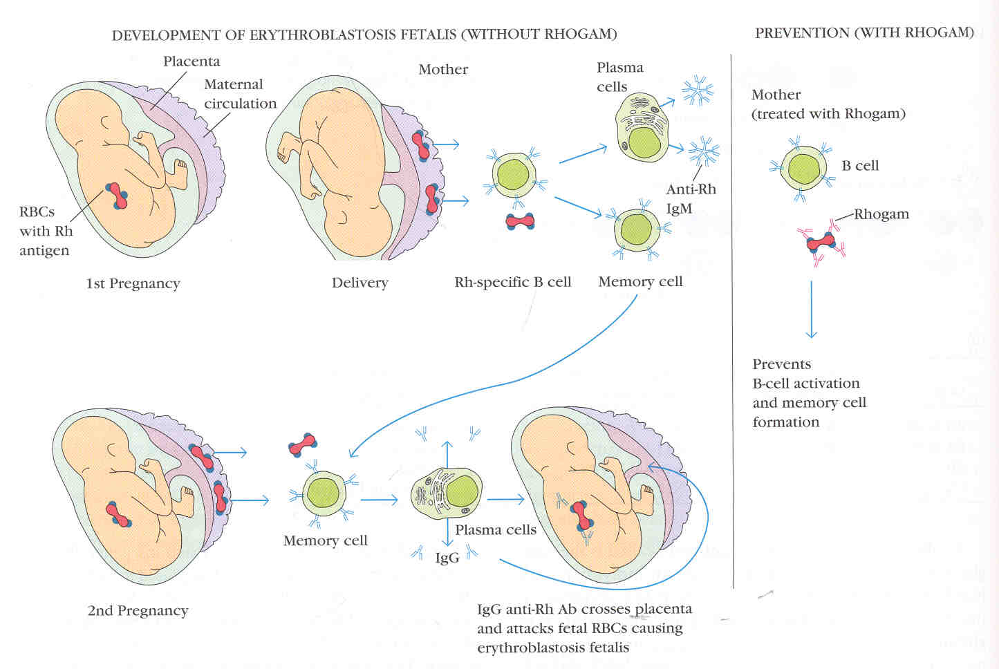 DEVELOPMENT OF ERYTHROBLASTOSIS FETALIS (WITHOUT RHOGAM)
Placenta
Maternal
circulation
RBCs
with Rh
antigen
1st Pregnancy
Delivery
Mother
Rh-specific B cell
Plasma
cells
Anti-Rh
IgM
Memory cell
2nd Pregnancy
Memory cell
Plasma cells
IgG
IgG anti-Rh Ab crosses placenta
and attacks fetal RBCs causing
erythroblastosis fetalis
PREVENTION (WITH RHOGAM)
Mother
(treated with Rhogam)
B cell
Rhogam
Prevents
B-cell activation
and memory cell
formation